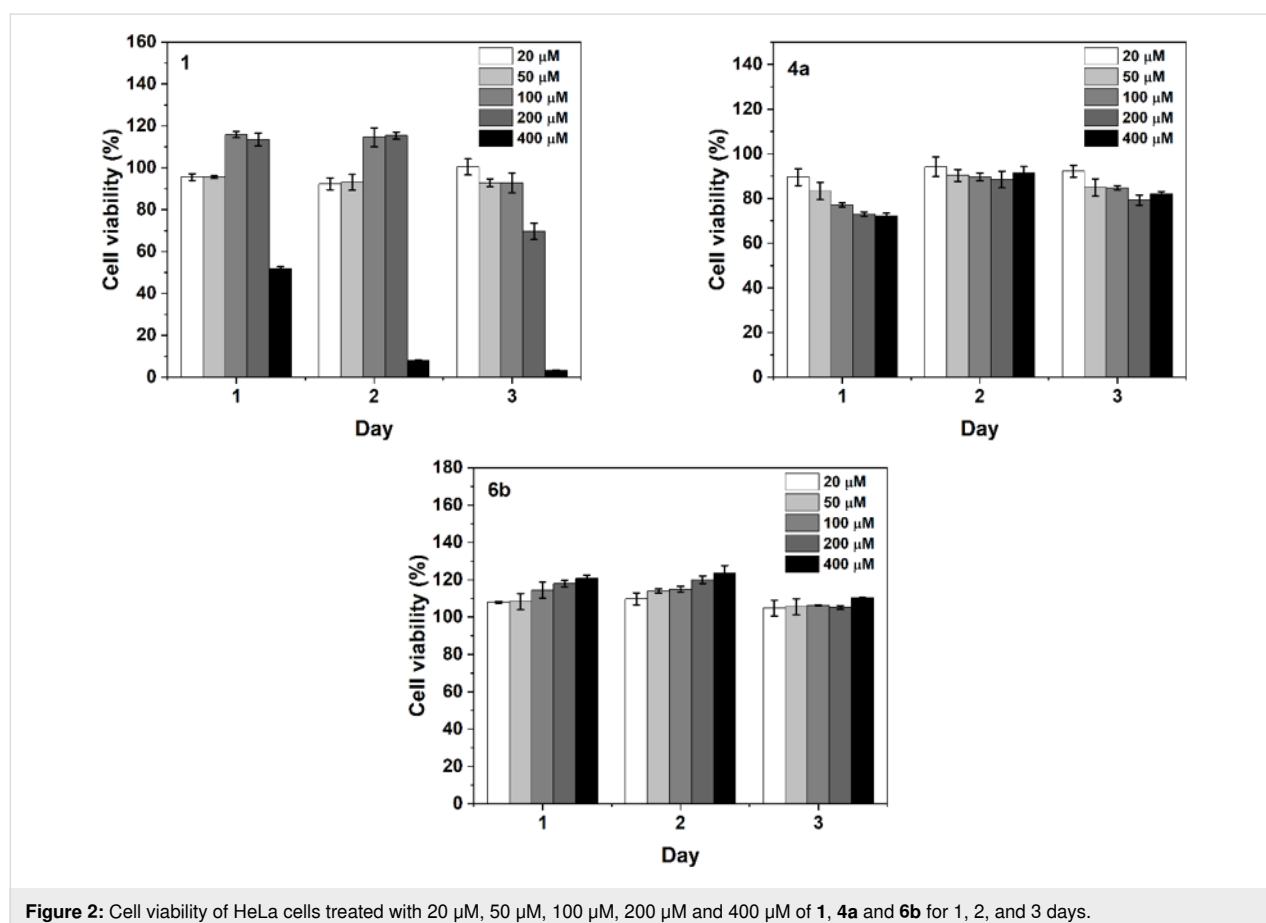 1
160
140
120
100
80
60
40
20
0
Cell viability (%)
20 μM
50 μM
100 μM
200 μM
400 μM
1 2 3
Day
4a
140
120
100
80
60
40
20
0
Cell viability (%)
20 μM
50 μM
100 μM
200 μM
400 μM
1 2 3
Day
6b
180
160
140
120
100
80
60
40
20
0
Cell viability (%)
20 μM
50 μM
100 μM
200 μM
400 μM
1 2 3
Day
Figure 2: Cell viability of HeLa cells treated with 20 μM, 50 μM, 100 μM, 200 μM and 400 μM of 1, 4a and 6b for 1, 2, and 3 days.